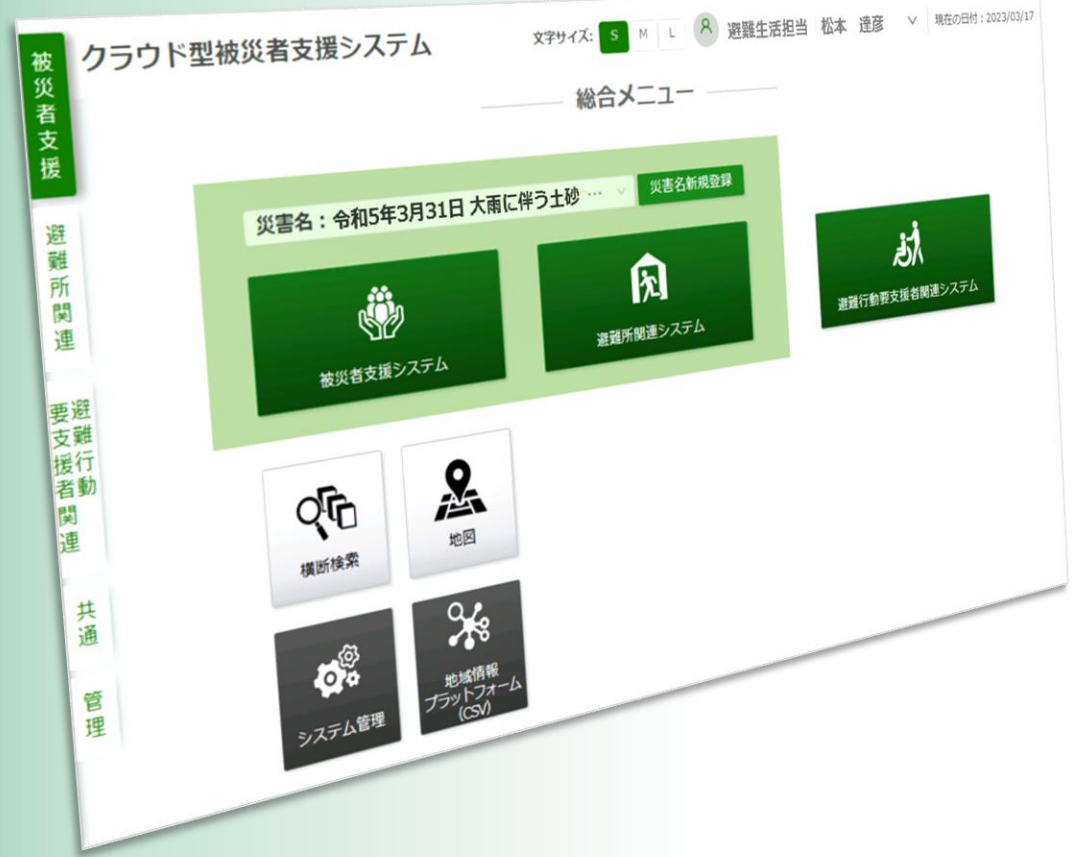 クラウド型被災者支援システム
文字サイズ: S M L
避難生活担当 松本 達彦
現在の日付：2023/03/17
被災者支援
避難所関連
避難行動
要支援者関連
共通
管理
総合メニュー
災害名：令和5年3月31日 大雨に伴う土砂 …
災害名新規登録
被災者支援システム
避難所関連システム
避難行動要支援者関連システム
横断検索
地図
システム管理
地域情報
プラットフォーム
(CSV)